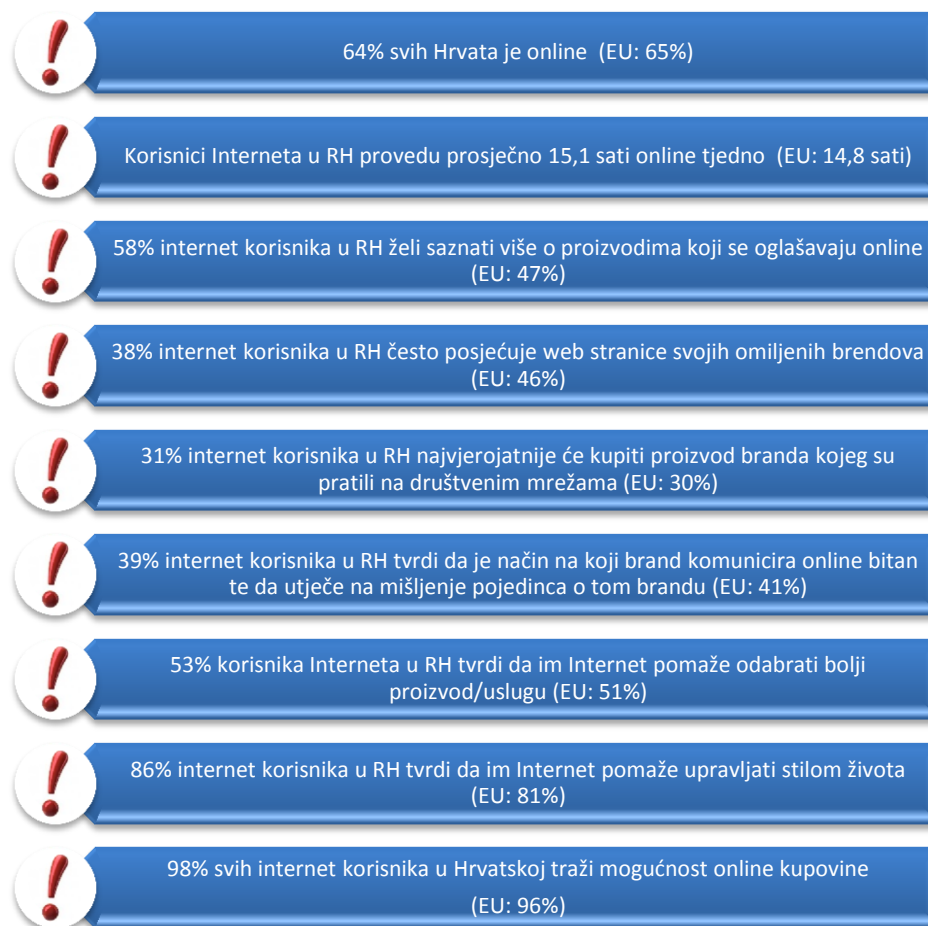 64% svih Hrvata je online (EU: 65%)
Korisnici Interneta u RH provedu prosječno 15,1 sati online tjedno (EU: 14,8 sati)
58% internet korisnika u RH želi saznati više o proizvodima koji se oglašavaju online
(EU: 47%)
38% internet korisnika u RH često posjećuje web stranice svojih omiljenih brendova
(EU: 46%)
31% internet korisnika u RH najvjerojatnije će kupiti proizvod branda kojeg su
pratili na društvenim mrežama (EU: 30%)
39% internet korisnika u RH tvrdi da je način na koji brand komunicira online bitan
te da utječe na mišljenje pojedinca o tom brandu (EU: 41%)
53% korisnika Interneta u RH tvrdi da im Internet pomaže odabrati bolji
proizvod/uslugu (EU: 51%)
86% internet korisnika u RH tvrdi da im Internet pomaže upravljati stilom života
(EU: 81%)
98% svih internet korisnika u Hrvatskoj traži mogućnost online kupovine
(EU: 96%)